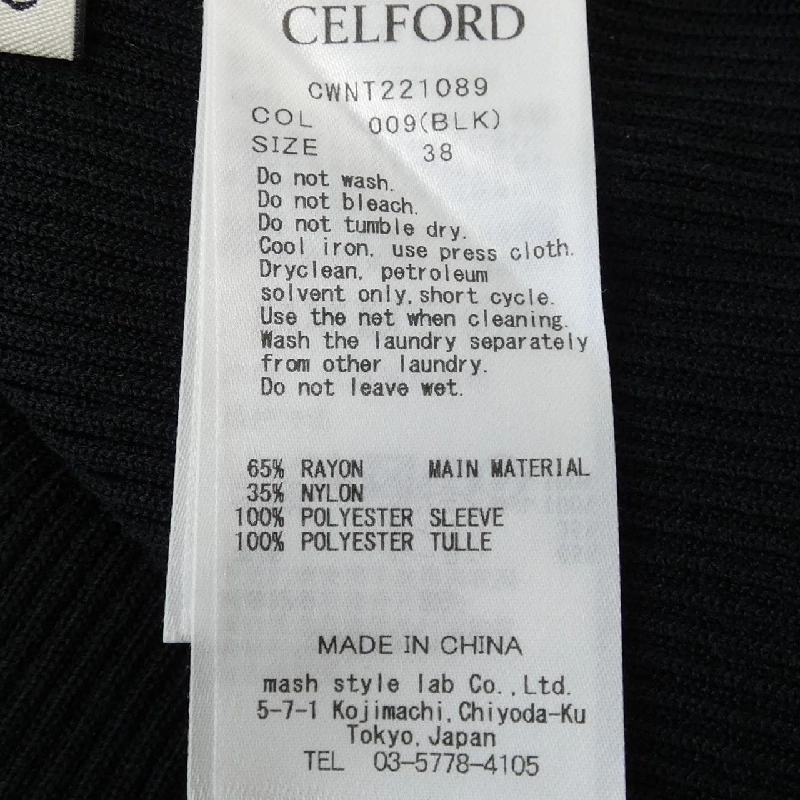 CELFORD
CWNT221089
COL 009(BLK)
SIZE 38
Do not wash.
Do not bleach.
Do not tumble dry.
Cool iron, use press cloth.
Dryclean, petroleum
solvent only, short cycle.
Use the net when cleaning.
Wash the laundry separately
from other laundry.
Do not leave wet.
65% RAYON MAIN MATERIAL
35% NYLON
100% POLYESTER SLEEVE
100% POLYESTER TULLE
MADE IN CHINA
mash style lab Co.,Ltd.
5-7-1 Kojimachi,Chiyoda-Ku
Tokyo,Japan
TEL 03-5778-4105